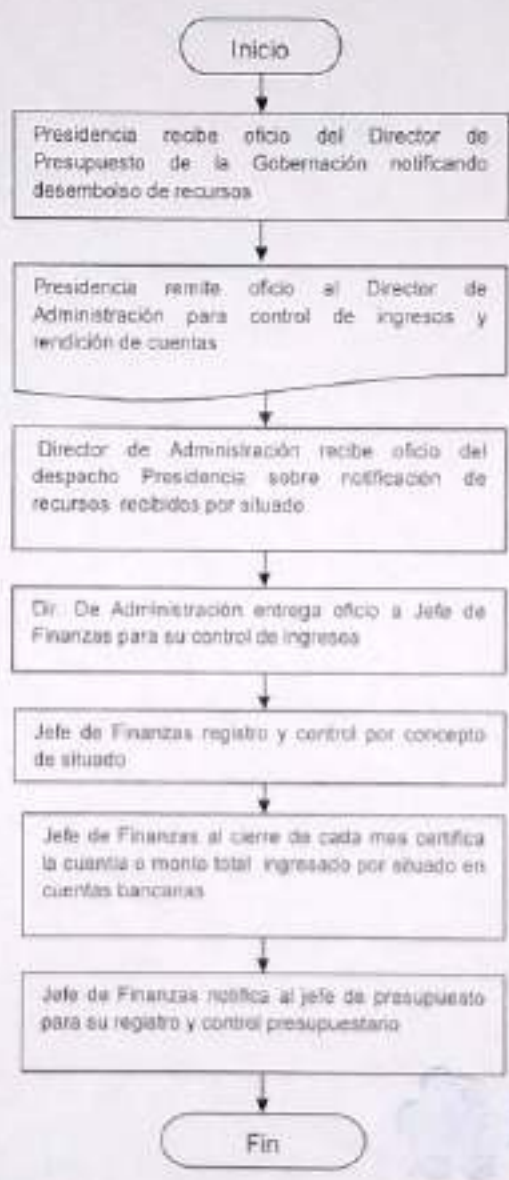 Inicio
Presidencia recibe oficio del Director de
Presupuesto de la Gobernación notificando
desembolso de recursos
Presidencia remite oficio al Director de
Administración para control de ingresos y
rendición de cuentas
Director de Administración recibe oficio del
despacho Presidencia sobre notificación de
recursos recibidos por situado
Dir. De Administración entrega oficio a Jefe de
Finanzas para su control de ingresos
Jefe de Finanzas registro y control por concepto
de situado
Jefe de Finanzas al cierre de cada mes certifica
la cuantía o monto total ingresado por situado en
cuentas bancarias
Jefe de Finanzas notifica al jefe de presupuesto
para su registro y control presupuestario
Fin